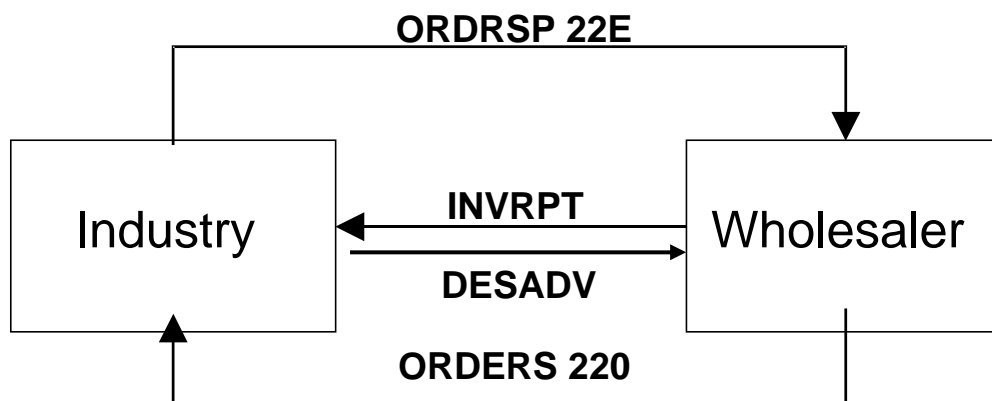 ORDRSP 22E
Industry
INVRPT
Wholesaler
DESADV
ORDERS 220